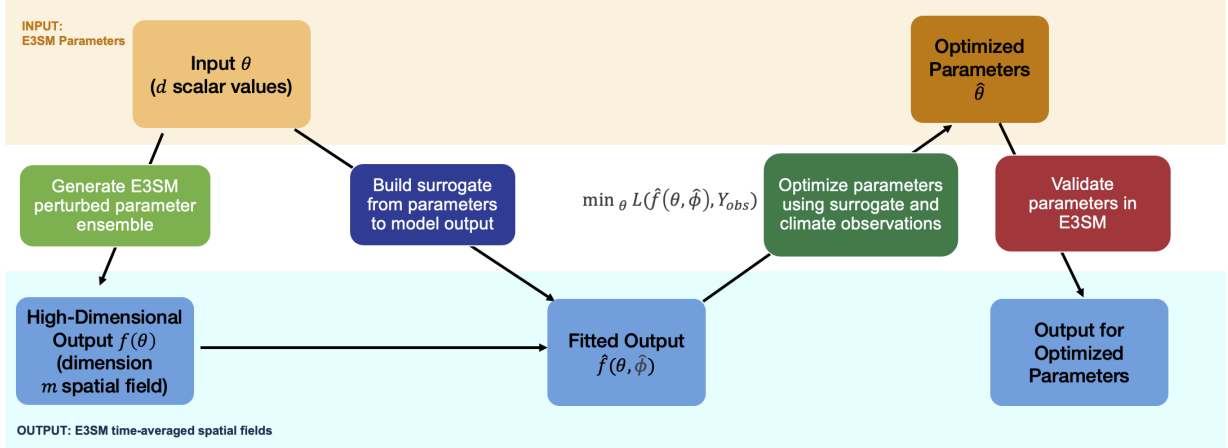 INPUT:
E3SM Parameters
Input θ
(d scalar values)
Optimized
Parameters
θ̂
Generate E3SM
perturbed parameter
ensemble
Build surrogate
from parameters
to model output
min θ L(f̂(θ, ϕ̂), Yobs)
Optimize parameters
using surrogate and
climate observations
Validate
parameters in
E3SM
High-Dimensional
Output f(θ)
(dimension
m spatial field)
Fitted Output
f̂(θ, ϕ̂)
Output for
Optimized
Parameters
OUTPUT: E3SM time-averaged spatial fields